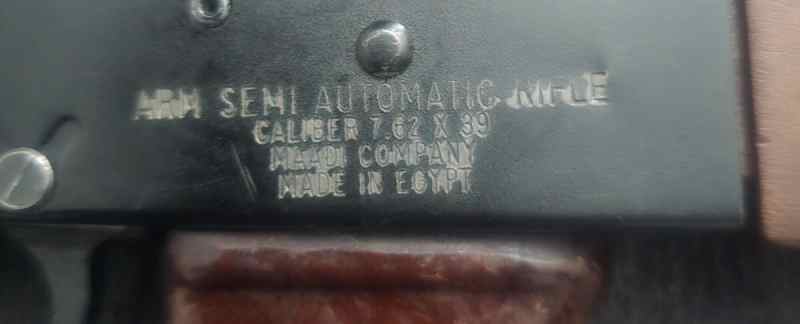 ARM SEMI AUTOMATIC RIFLE
CALIBER 7.62 X 39
MAADI COMPANY
MADE IN EGYPT